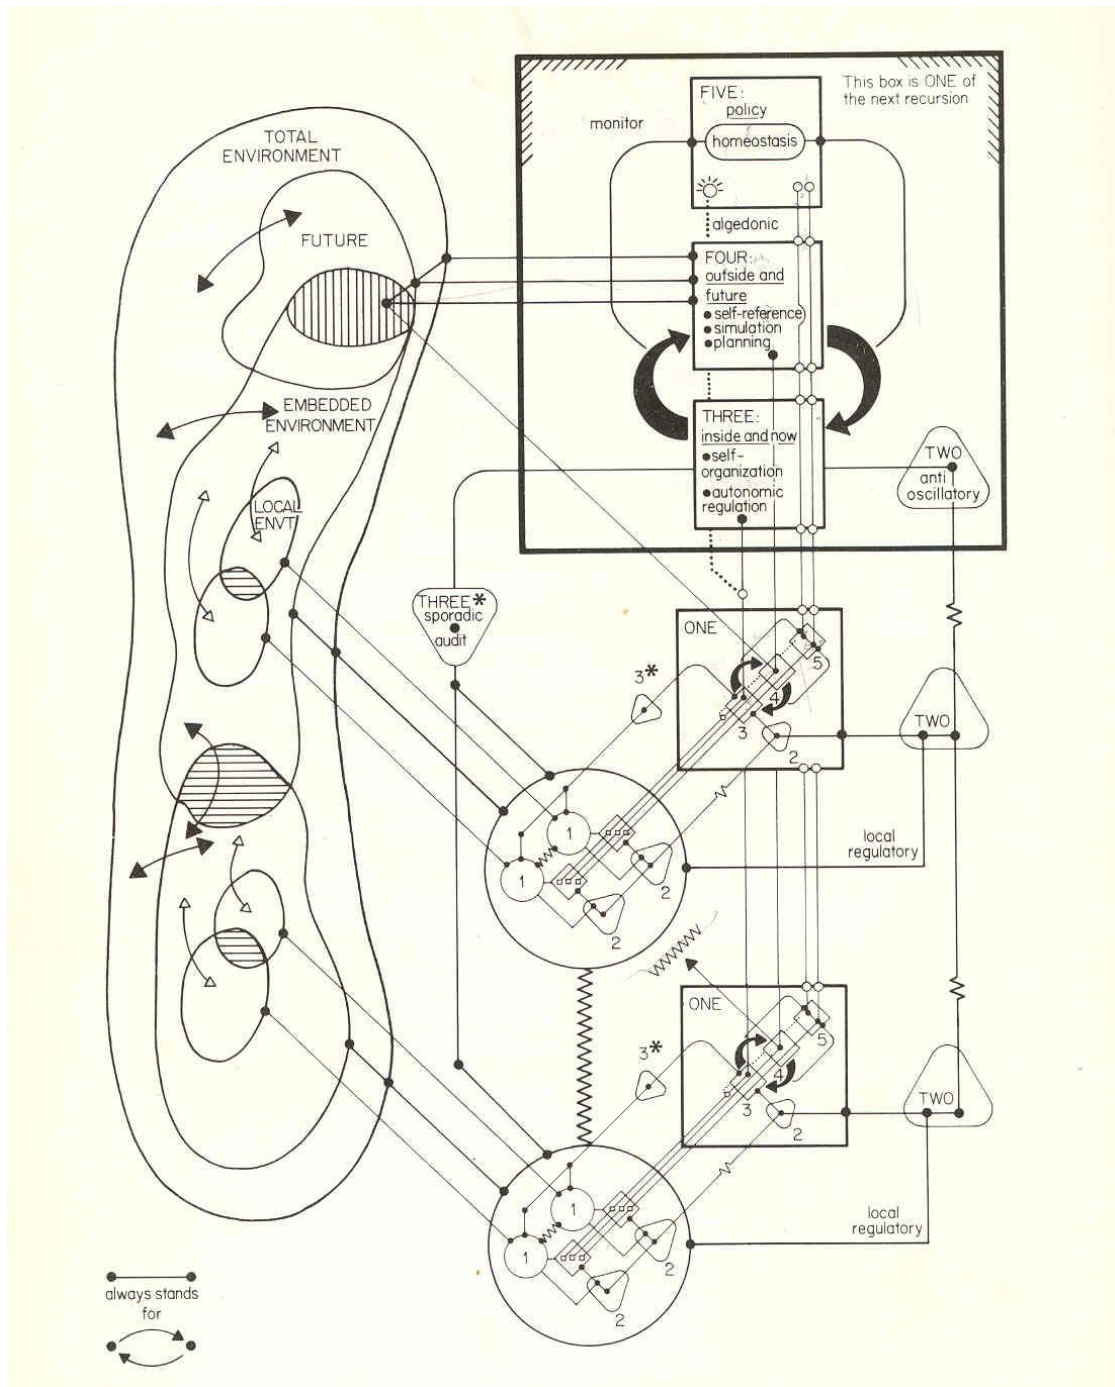 This box is ONE of
the next recursion
FIVE:
policy
homeostasis
monitor
algedonic
TOTAL
ENVIRONMENT
FUTURE
FOUR:
outside and
future
self-reference
simulation
planning
EMBEDDED
ENVIRONMENT
THREE:
inside and now
self-
organization
autonomic
regulation
TWO
anti
oscillatory
LOCAL
ENVT
THREE*
sporadic
audit
ONE
5
3*
4
3
2
TWO
1
1
2
2
local
regulatory
ONE
5
3*
4
3
2
TWO
1
1
2
2
local
regulatory
always stands
for